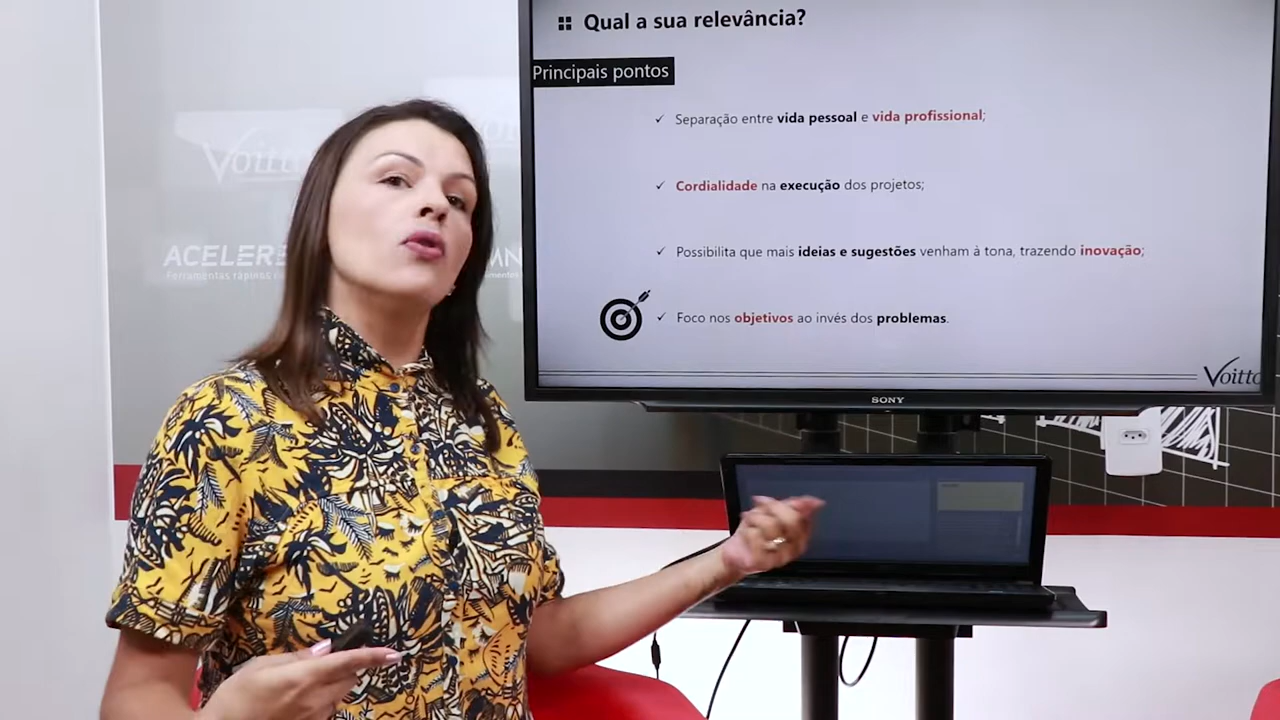 Qual a sua relevância?
Principais pontos
✓ Separação entre vida pessoal e vida profissional;
✓ Cordialidade na execução dos projetos;
✓ Possibilita que mais ideias e sugestões venham à tona, trazendo inovação;
✓ Foco nos objetivos ao invés dos problemas.
Voitto
SONY
Voitto
ACELERE
Ferramentas